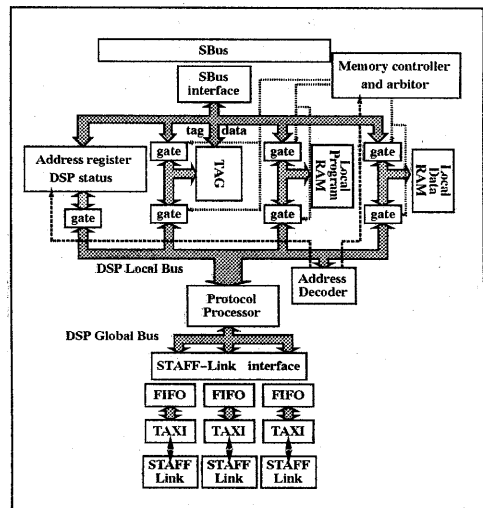 SBus
Memory controller
and arbitor
SBus
interface
tag data
gate
gate
gate
Address register
DSP status
TAG
Local
Program
RAM
Local
Data
RAM
gate
gate
gate
gate
DSP Local Bus
Address
Decoder
Protocol
Processor
DSP Global Bus
STAFF-Link interface
FIFO
FIFO
FIFO
TAXI
TAXI
TAXI
STAFF
Link
STAFF
Link
STAFF
Link